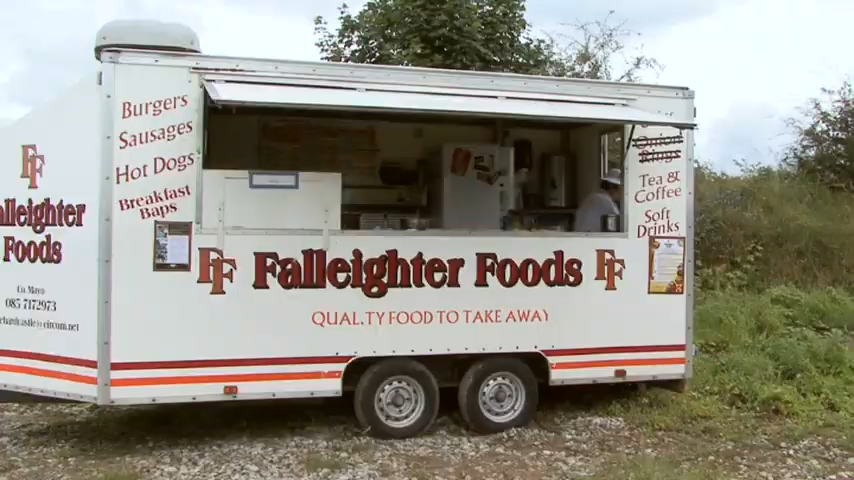 Burgers
Sausages
Hot Dogs
Breakfast
Baps
Onion
Rings
Tea &
Coffee
Soft
Drinks
FF
Falleighter
Foods
Co. Mayo
085 7172973
FF Falleighter Foods FF
QUAL.TY FOOD TO TAKE AWAY